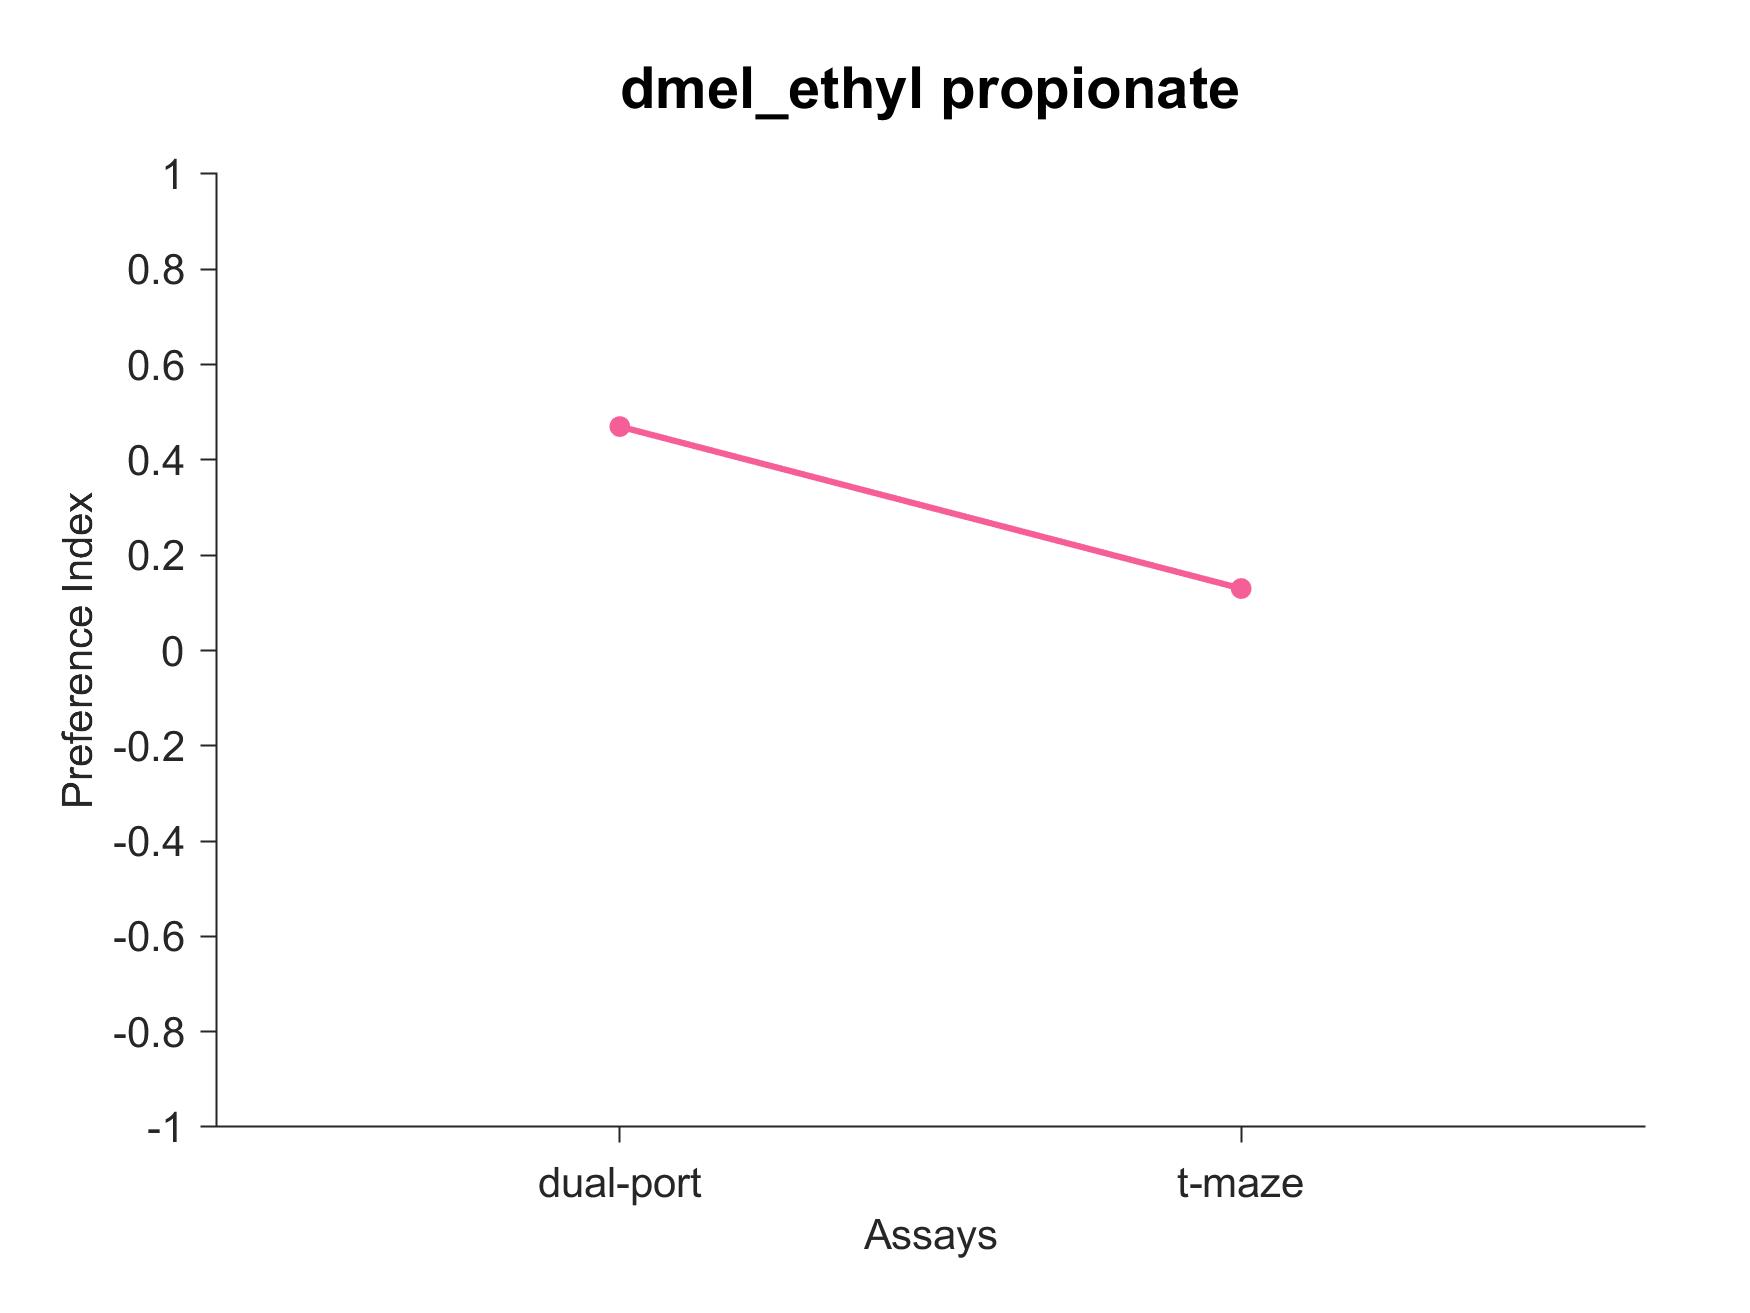 dmel_ethyl propionate
1
0.8
0.6
0.4
0.2
0
-0.2
-0.4
-0.6
-0.8
-1
Preference Index
dual-port
t-maze
Assays